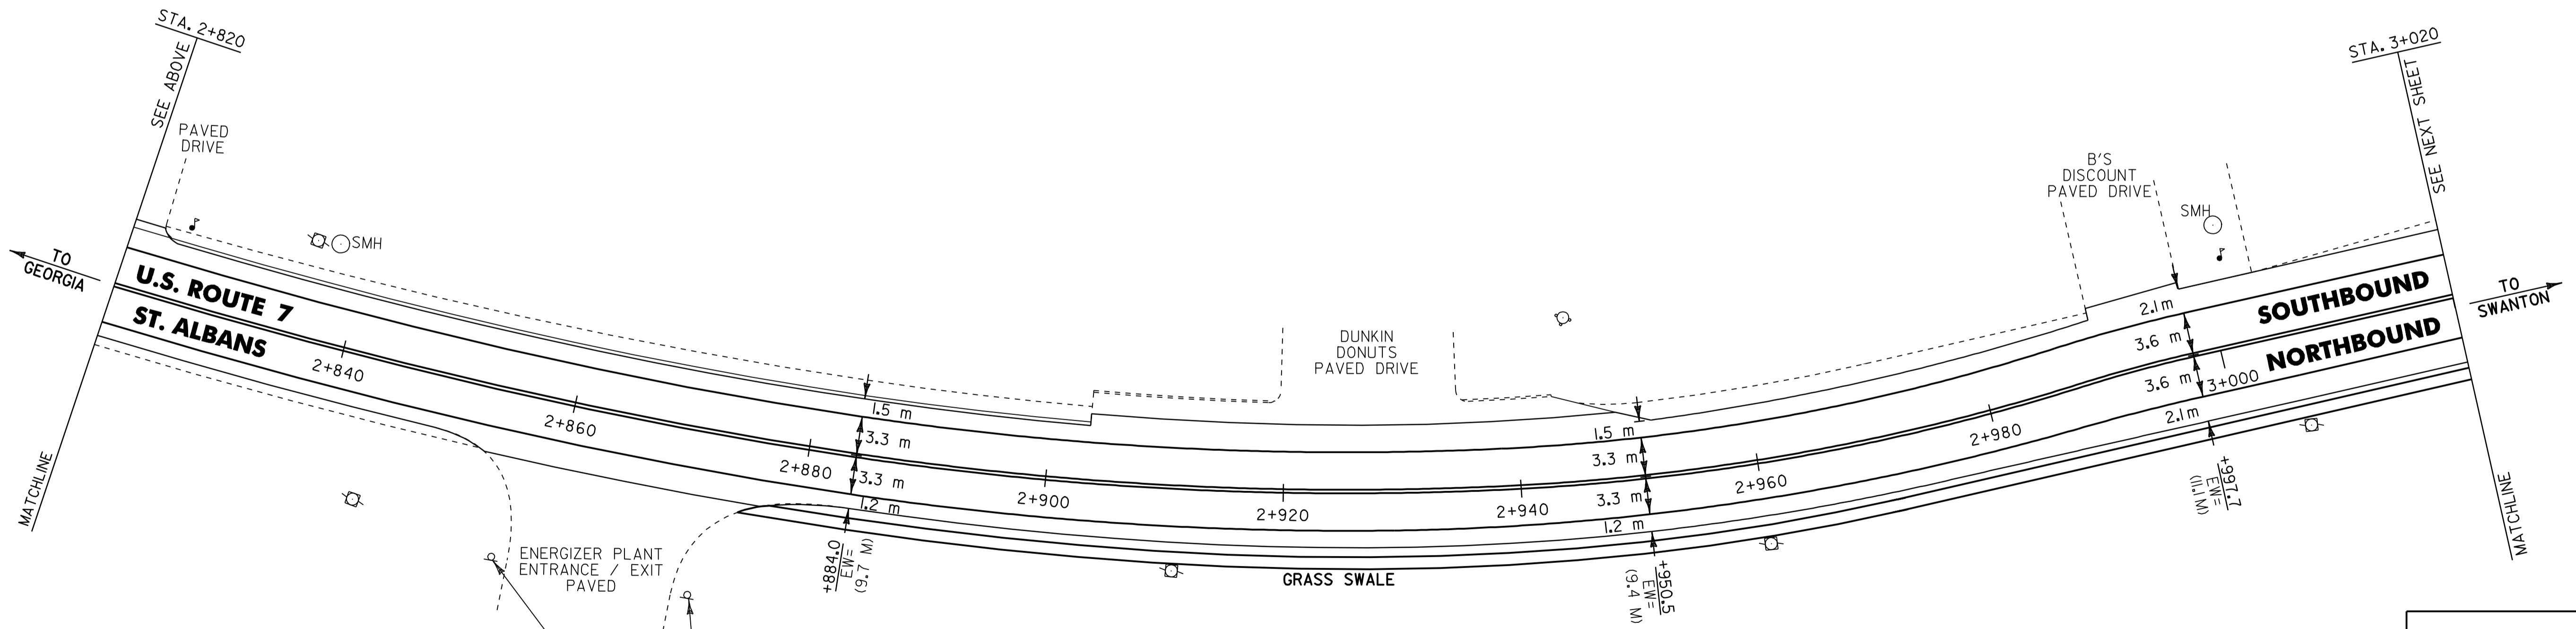 STA. 2+820
SEE ABOVE
MATCHLINE
PAVED
DRIVE
SMH
TO
GEORGIA
U.S. ROUTE 7
ST. ALBANS
2+840
2+860
2+880
2+900
2+920
2+940
2+960
2+980
3+000
1.5 m
3.3 m
3.3 m
1.2 m
+884.0
EW=
(9.7 M)
ENERGIZER PLANT
ENTRANCE / EXIT
PAVED
DUNKIN
DONUTS
PAVED DRIVE
GRASS SWALE
1.5 m
3.3 m
3.3 m
1.2 m
+950.5
EW=
(9.4 M)
B'S
DISCOUNT
PAVED DRIVE
SMH
2.1m
3.6 m
3.6 m
2.1m
+997.7
EW=
(11.1M)
SOUTHBOUND
NORTHBOUND
STA. 3+020
SEE NEXT SHEET
MATCHLINE
TO
SWANTON